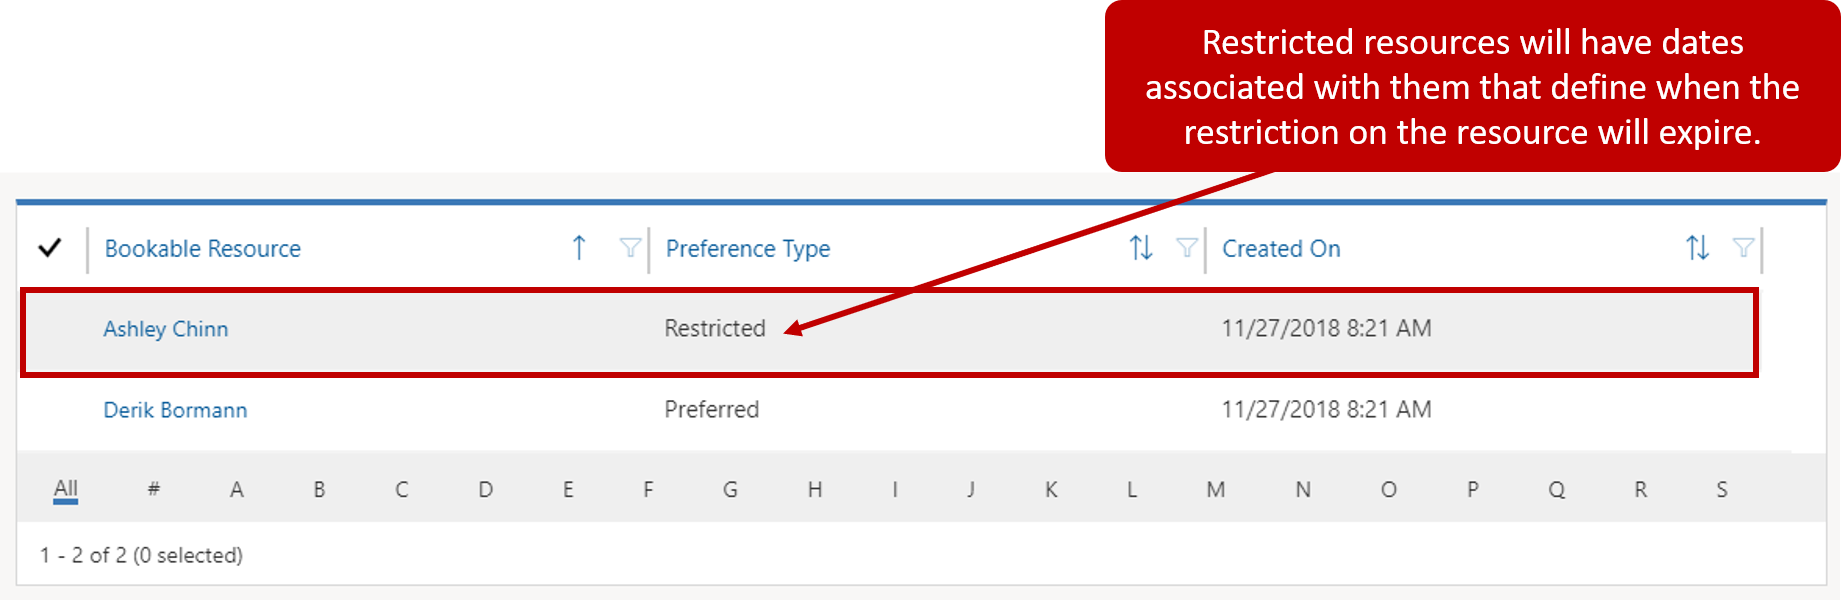 Restricted resources will have dates
associated with them that define when the
restriction on the resource will expire.
Bookable Resource Preference Type Created On
Ashley Chinn Restricted 11/27/2018 8:21 AM
Derik Bormann Preferred 11/27/2018 8:21 AM
All # A B C D E F G H I J K L M N O P Q R S
1 - 2 of 2 (0 selected)